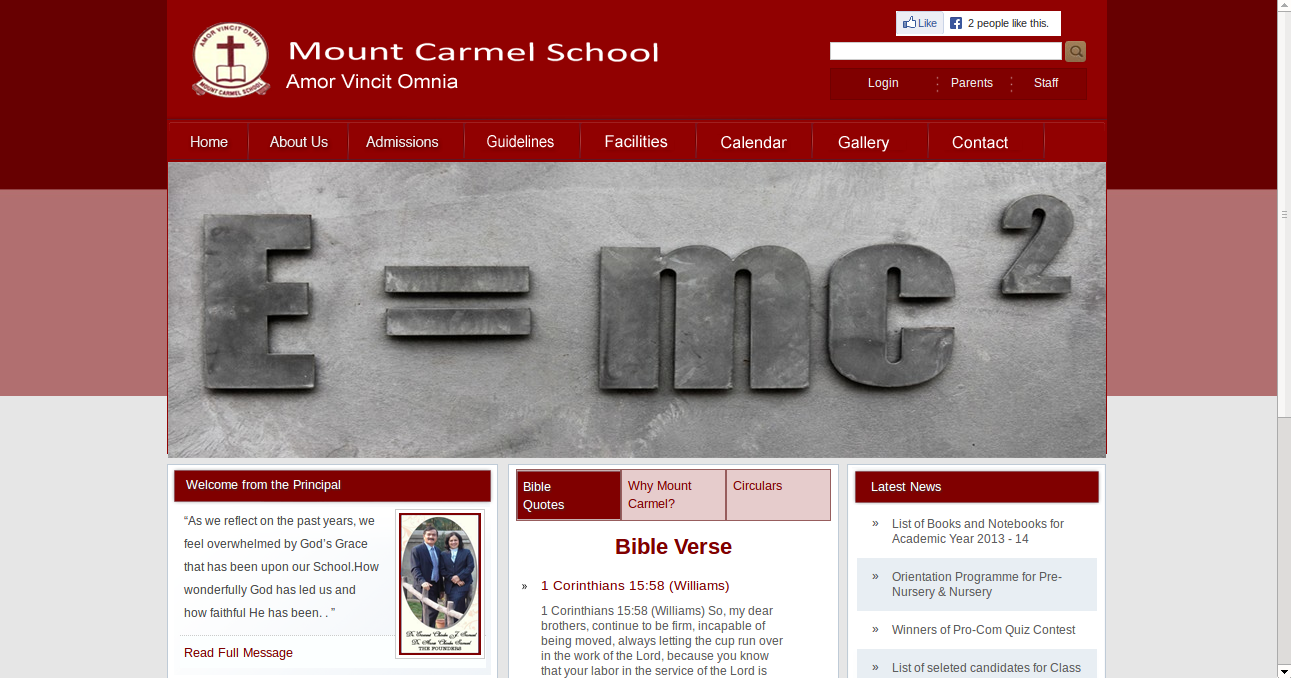 AMOR VINCIT OMNIA
MOUNT CARMEL SCHOOL
Mount Carmel School
Amor Vincit Omnia
Like
2 people like this.
Login
Parents
Staff
Home
About Us
Admissions
Guidelines
Facilities
Calendar
Gallery
Contact
E = mc²
Welcome from the Principal
“As we reflect on the past years, we
feel overwhelmed by God’s Grace
that has been upon our School.How
wonderfully God has led us and
how faithful He has been. . ”
THE FOUNDERS
Read Full Message
Bible
Quotes
Why Mount
Carmel?
Circulars
Bible Verse
» 1 Corinthians 15:58 (Williams)
1 Corinthians 15:58 (Williams) So, my dear
brothers, continue to be firm, incapable of
being moved, always letting the cup run over
in the work of the Lord, because you know
that your labor in the service of the Lord is
Latest News
» List of Books and Notebooks for
Academic Year 2013 - 14
» Orientation Programme for Pre-
Nursery & Nursery
» Winners of Pro-Com Quiz Contest
» List of seleted candidates for Class